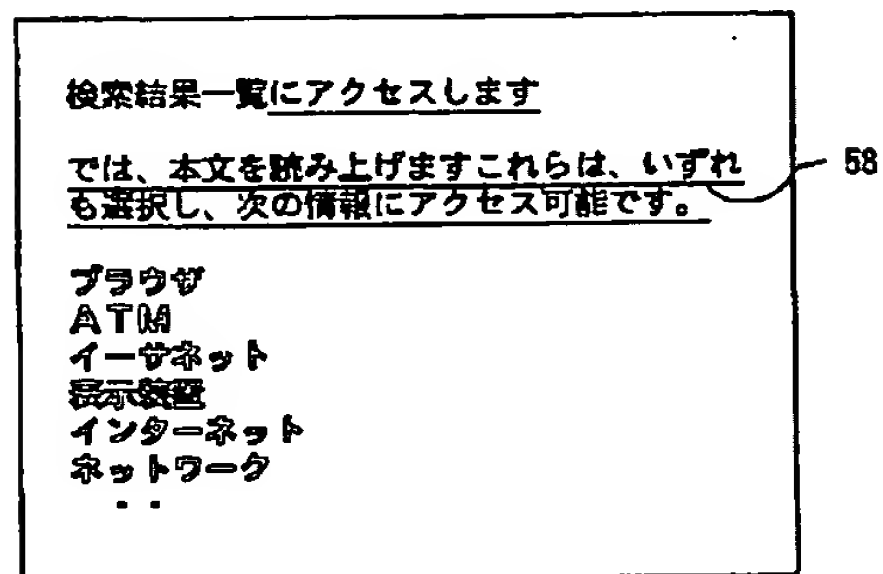 検索結果一覧にアクセスします
では、本文を読み上げますこれらは、いずれ
も選択し、次の情報にアクセス可能です。
58
ブラウザ
ATM
イーサネット
表示装置
インターネット
ネットワーク
・・